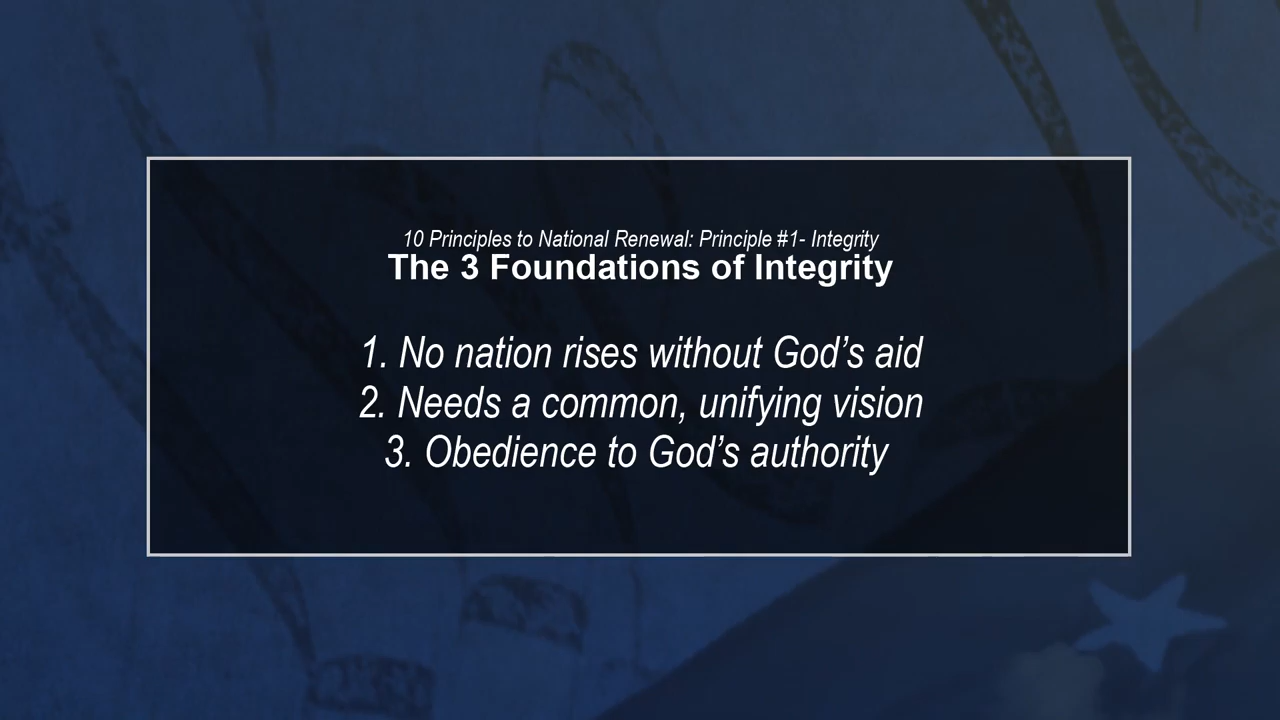 10 Principles to National Renewal: Principle #1- Integrity
The 3 Foundations of Integrity
1. No nation rises without God’s aid
2. Needs a common, unifying vision
3. Obedience to God’s authority